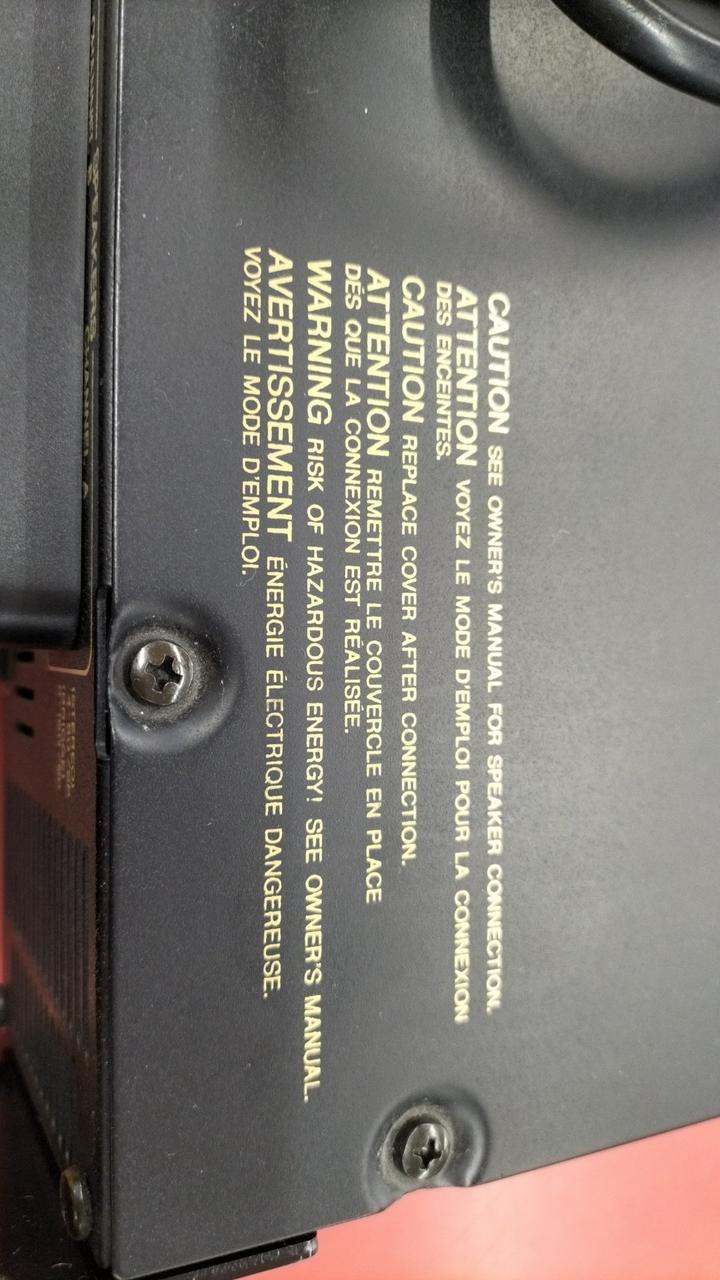 CAUTION SEE OWNER'S MANUAL FOR SPEAKER CONNECTION.
ATTENTION VOYEZ LE MODE D'EMPLOI POUR LA CONNEXION
DES ENCEINTES.
CAUTION REPLACE COVER AFTER CONNECTION.
ATTENTION REMETTRE LE COUVERCLE EN PLACE
DÈS QUE LA CONNEXION EST RÉALISÉE.
WARNING RISK OF HAZARDOUS ENERGY! SEE OWNER'S MANUAL.
AVERTISSEMENT ÉNERGIE ÉLECTRIQUE DANGEREUSE.
VOYEZ LE MODE D'EMPLOI.
SPEAKERS
CHANNEL A